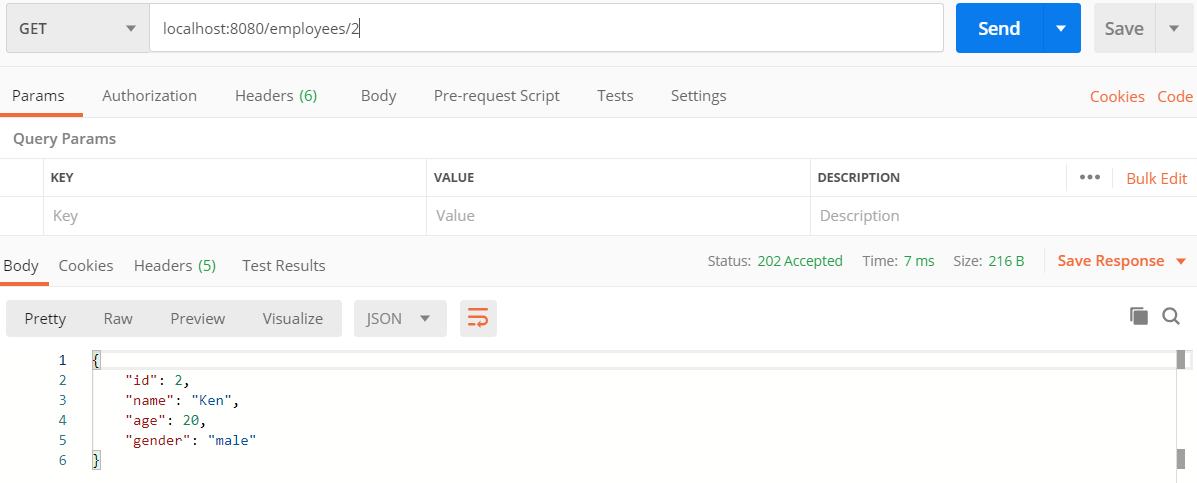 GET localhost:8080/employees/2 Send Save
Params Authorization Headers (6) Body Pre-request Script Tests Settings Cookies Code
Query Params
KEY VALUE DESCRIPTION ••• Bulk Edit
Key Value Description
Body Cookies Headers (5) Test Results Status: 202 Accepted Time: 7 ms Size: 216 B Save Response
Pretty Raw Preview Visualize JSON
1 {
2 "id": 2,
3 "name": "Ken",
4 "age": 20,
5 "gender": "male"
6 }